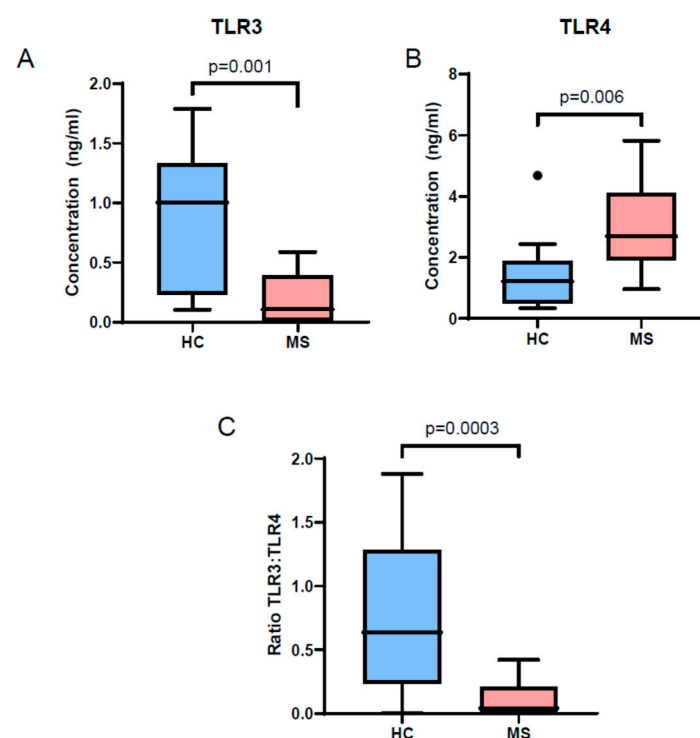 TLR3
TLR4
A
B
p=0.001
p=0.006
Concentration (ng/ml)
2.0
1.5
1.0
0.5
0.0
HC
MS
Concentration (ng/ml)
8
6
4
2
0
HC
MS
C
p=0.0003
Ratio TLR3:TLR4
2.0
1.5
1.0
0.5
0.0
HC
MS